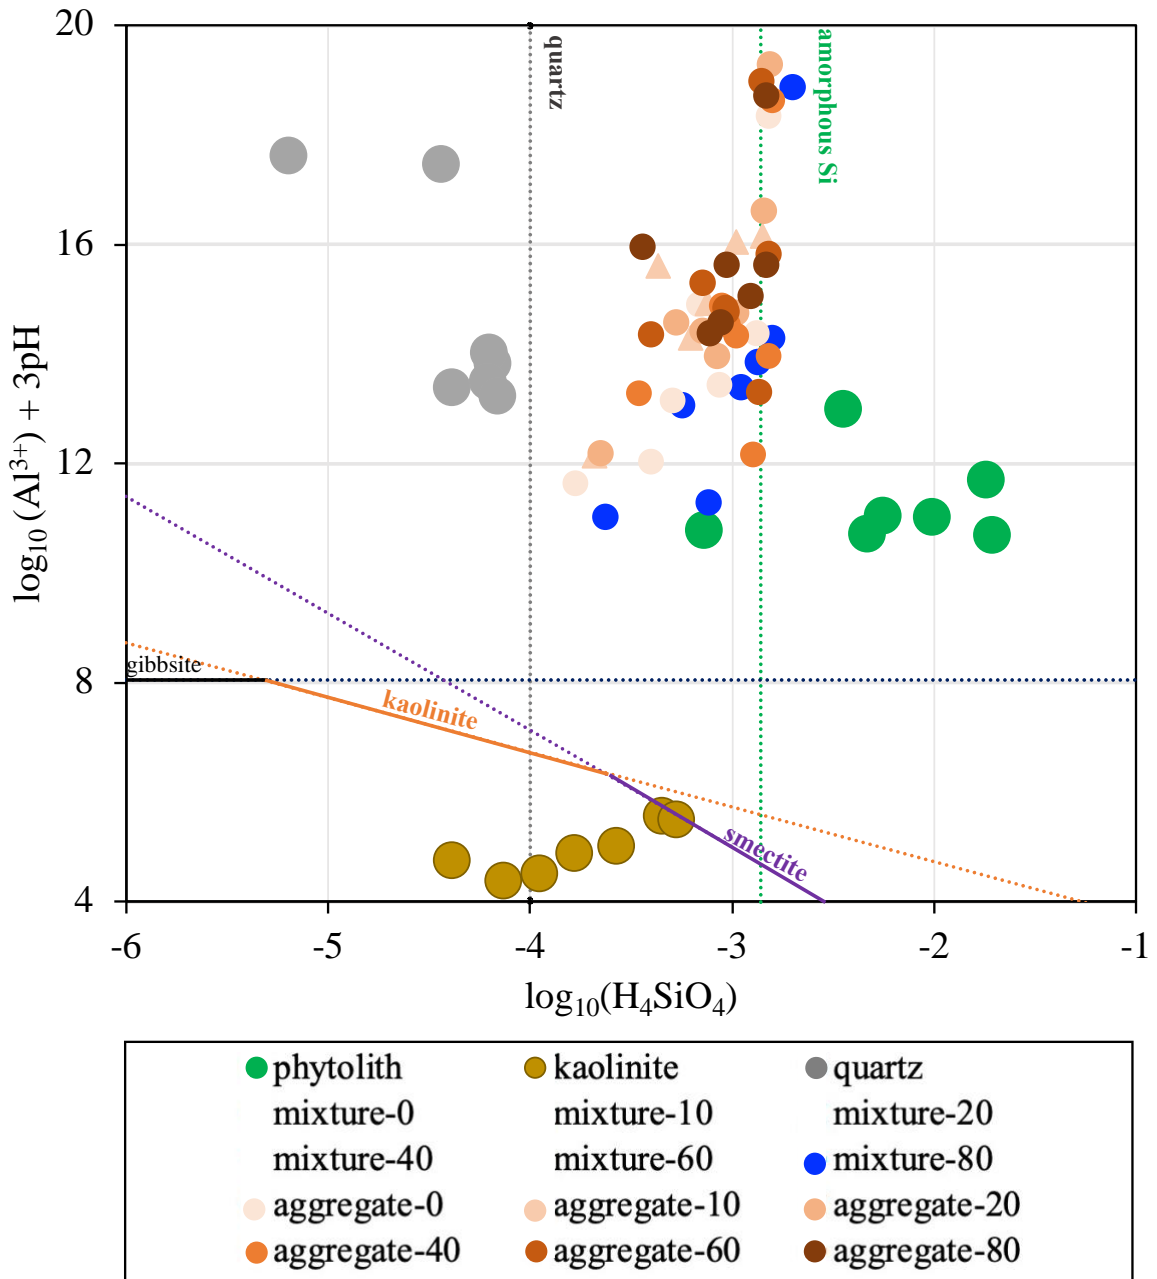 20
16
12
8
4
log10(Al3+) + 3pH
quartz
amorphous Si
gibbsite
kaolinite
smectite
-6 -5 -4 -3 -2 -1
log10(H4SiO4)
phytolith kaolinite quartz
mixture-0 mixture-10 mixture-20
mixture-40 mixture-60 mixture-80
aggregate-0 aggregate-10 aggregate-20
aggregate-40 aggregate-60 aggregate-80